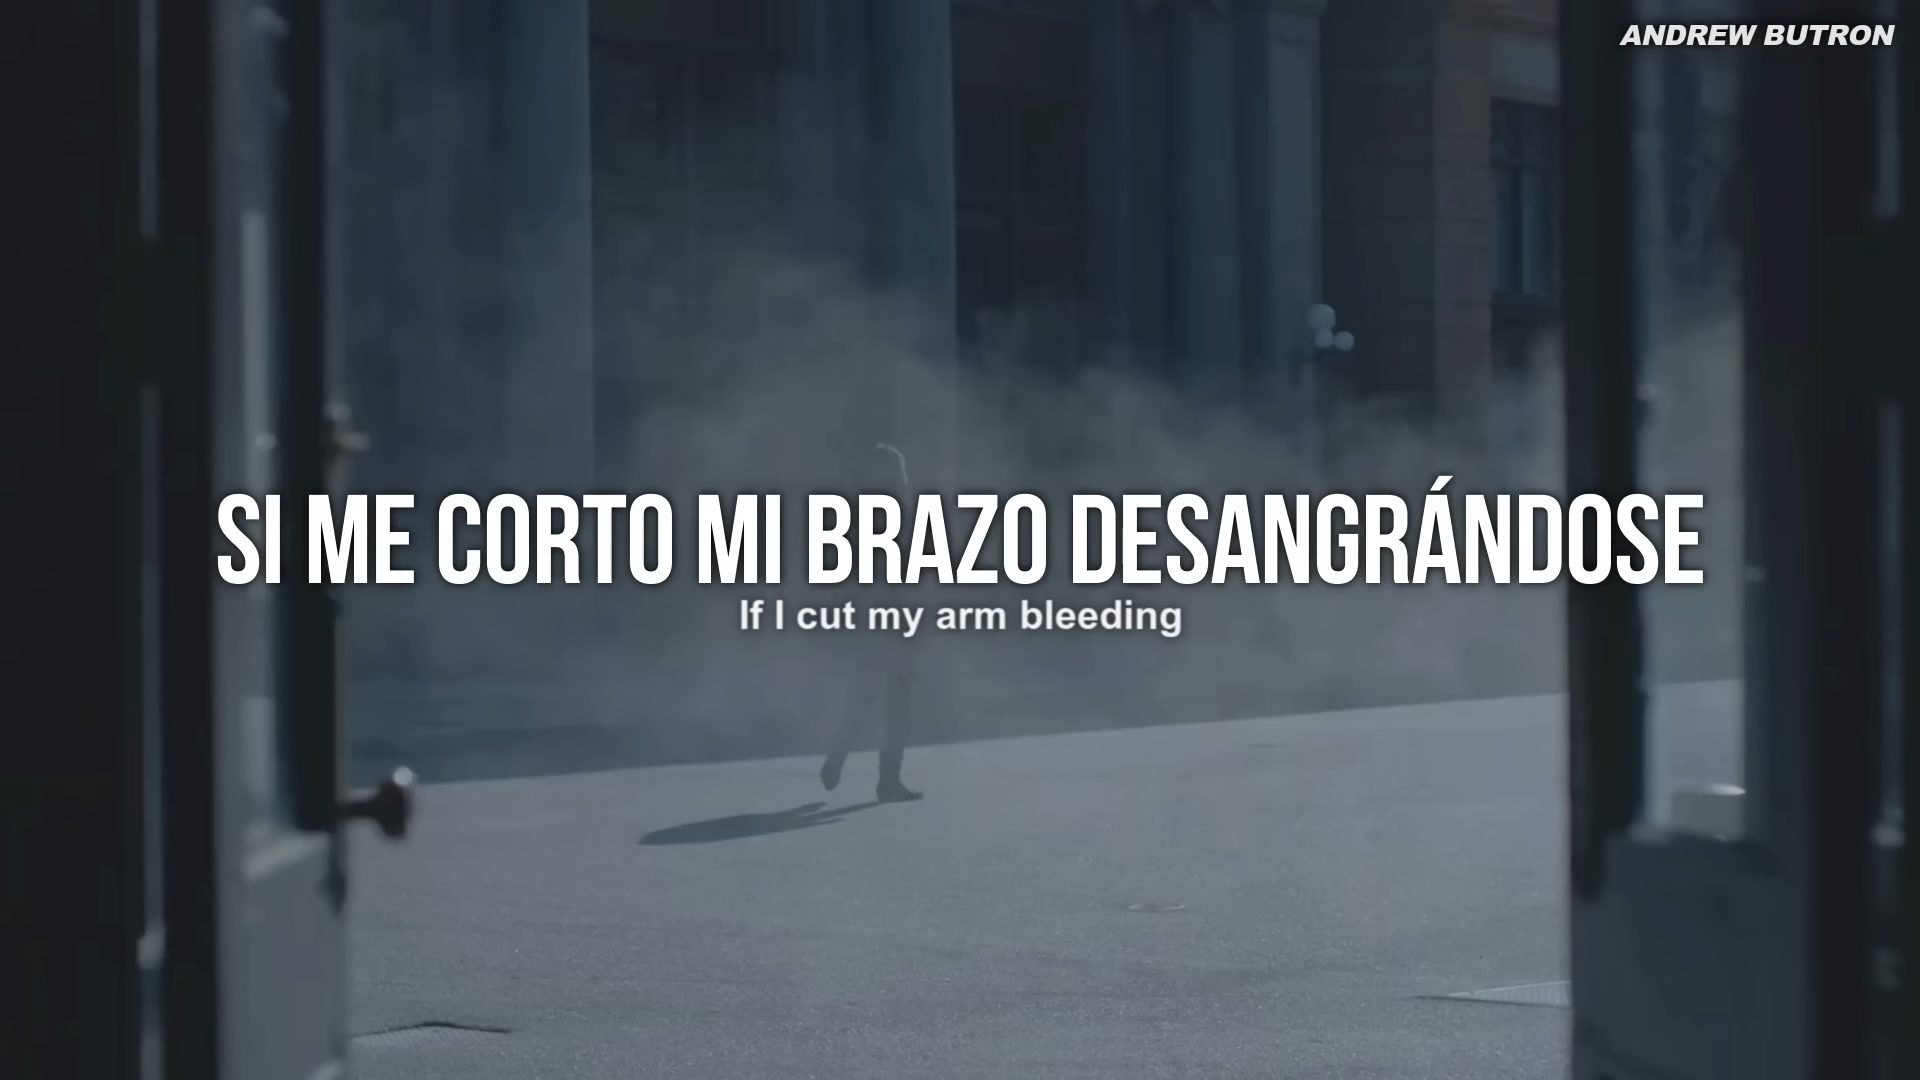 ANDREW BUTRON
SI ME CORTO MI BRAZO DESANGRÁNDOSE
If I cut my arm bleeding